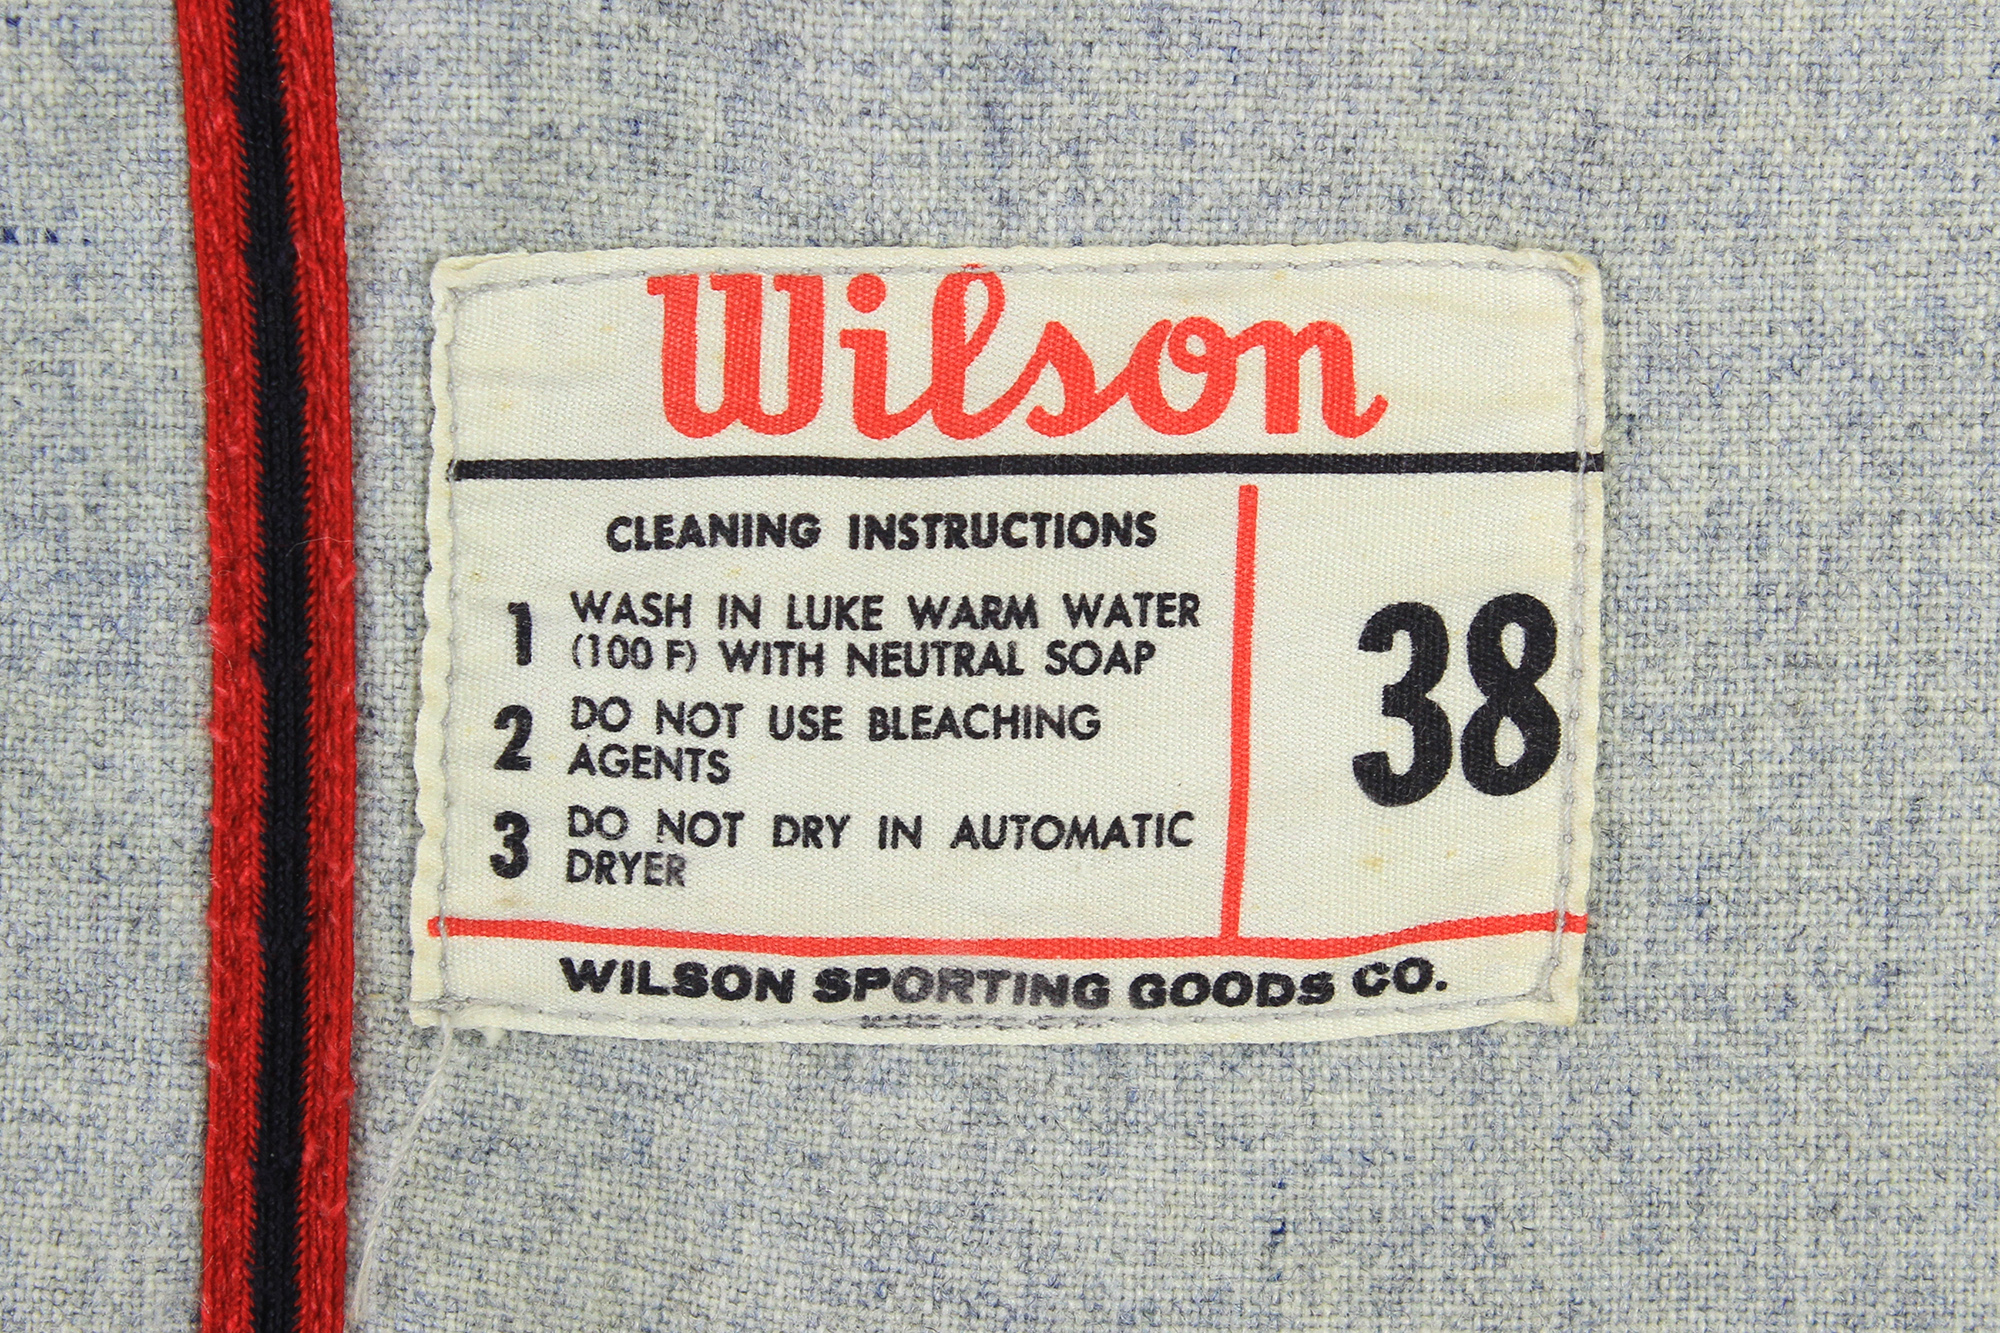 Wilson
CLEANING INSTRUCTIONS
1 WASH IN LUKE WARM WATER
(100 F) WITH NEUTRAL SOAP
2 DO NOT USE BLEACHING
AGENTS
3 DO NOT DRY IN AUTOMATIC
DRYER
38
WILSON SPORTING GOODS CO.